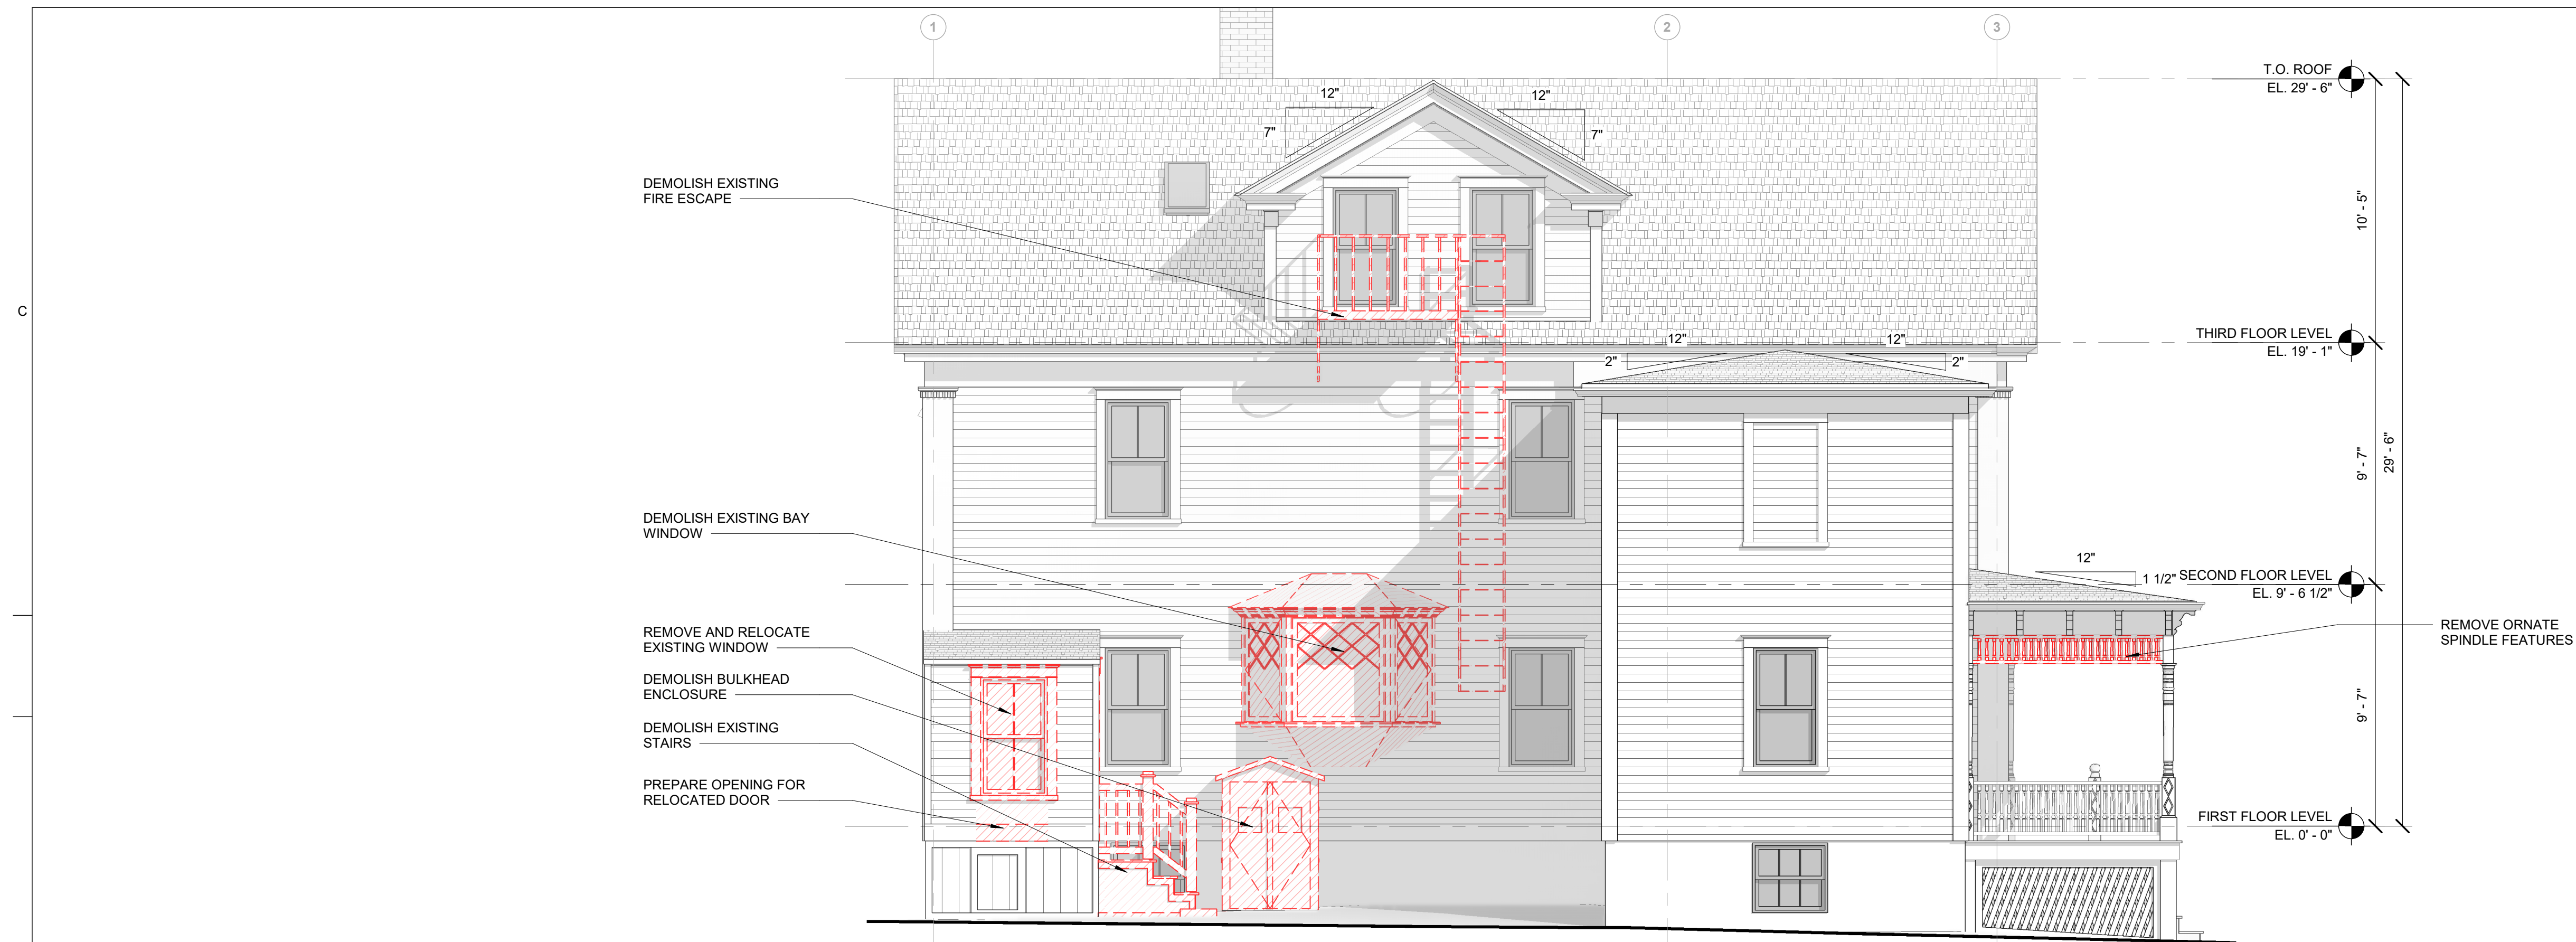 1
2
3
T.O. ROOF
EL. 29' - 6"
12"
12"
7"
7"
DEMOLISH EXISTING
FIRE ESCAPE
10' - 5"
C
THIRD FLOOR LEVEL
EL. 19' - 1"
12"
12"
2"
2"
9' - 7"
29' - 6"
DEMOLISH EXISTING BAY
WINDOW
12"
1 1/2"
SECOND FLOOR LEVEL
EL. 9' - 6 1/2"
REMOVE AND RELOCATE
EXISTING WINDOW
REMOVE ORNATE
SPINDLE FEATURES
DEMOLISH BULKHEAD
ENCLOSURE
9' - 7"
DEMOLISH EXISTING
STAIRS
PREPARE OPENING FOR
RELOCATED DOOR
FIRST FLOOR LEVEL
EL. 0' - 0"